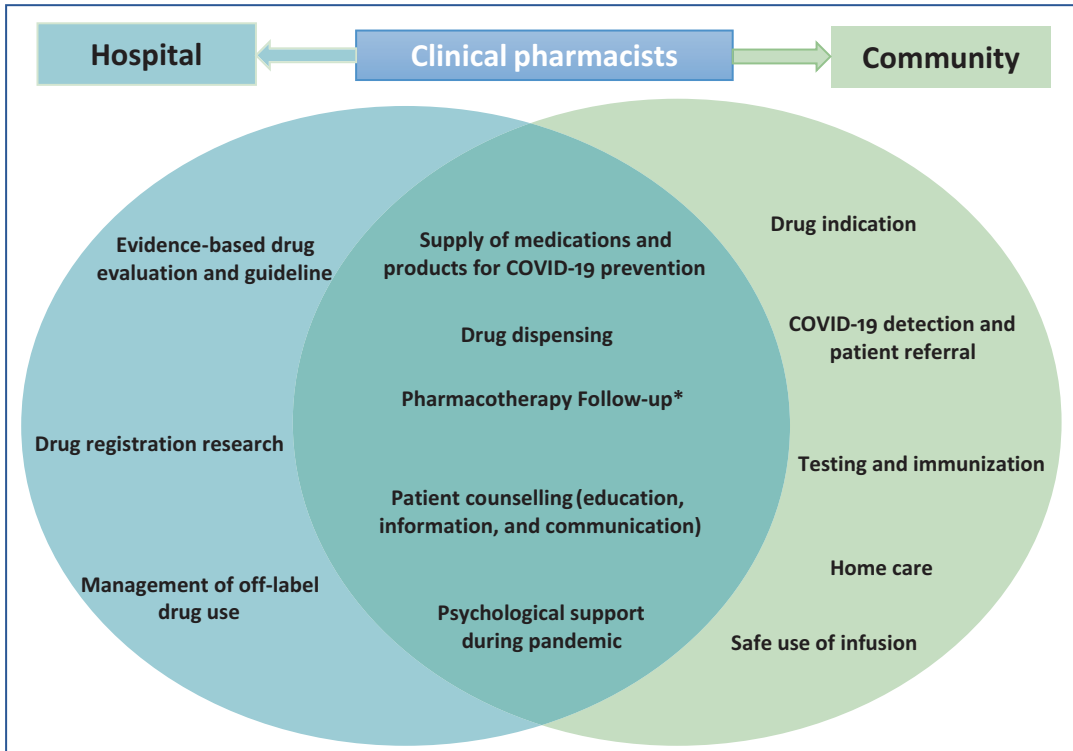 Hospital
Clinical pharmacists
Community
Evidence-based drug
evaluation and guideline
Drug registration research
Management of off-label
drug use
Supply of medications and
products for COVID-19 prevention
Drug dispensing
Pharmacotherapy Follow-up*
Patient counselling (education,
information, and communication)
Psychological support
during pandemic
Drug indication
COVID-19 detection and
patient referral
Testing and immunization
Home care
Safe use of infusion